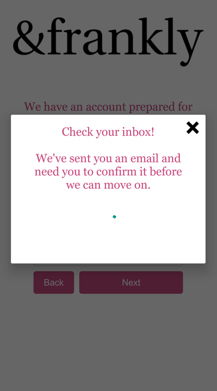 &frankly
We have an account prepared for
Check your inbox!
We've sent you an email and
need you to confirm it before
we can move on.
Back
Next